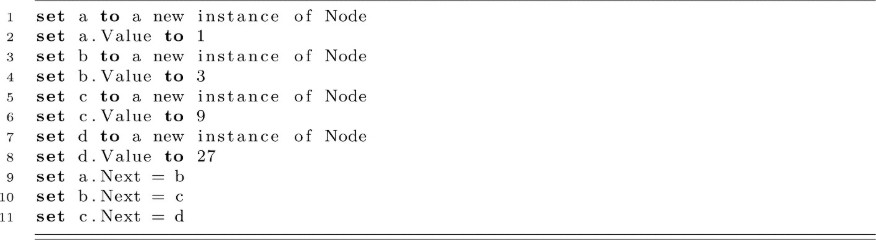 1 set a to a new instance of Node
2 set a.Value to 1
3 set b to a new instance of Node
4 set b.Value to 3
5 set c to a new instance of Node
6 set c.Value to 9
7 set d to a new instance of Node
8 set d.Value to 27
9 set a.Next = b
10 set b.Next = c
11 set c.Next = d